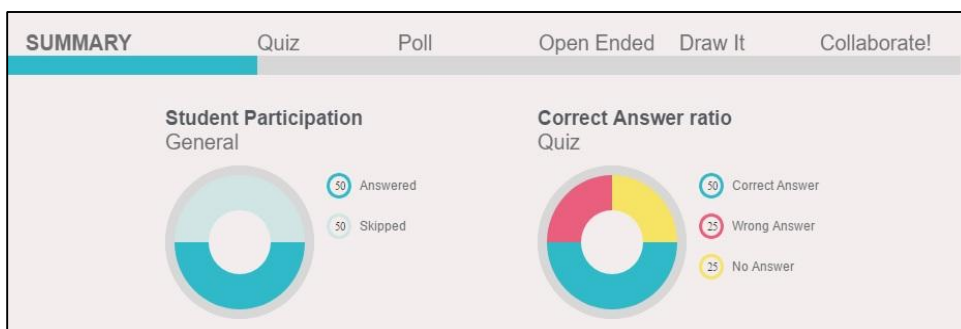 SUMMARY Quiz Poll Open Ended Draw It Collaborate!
Student Participation
General
50 Answered
50 Skipped
Correct Answer ratio
Quiz
50 Correct Answer
25 Wrong Answer
25 No Answer